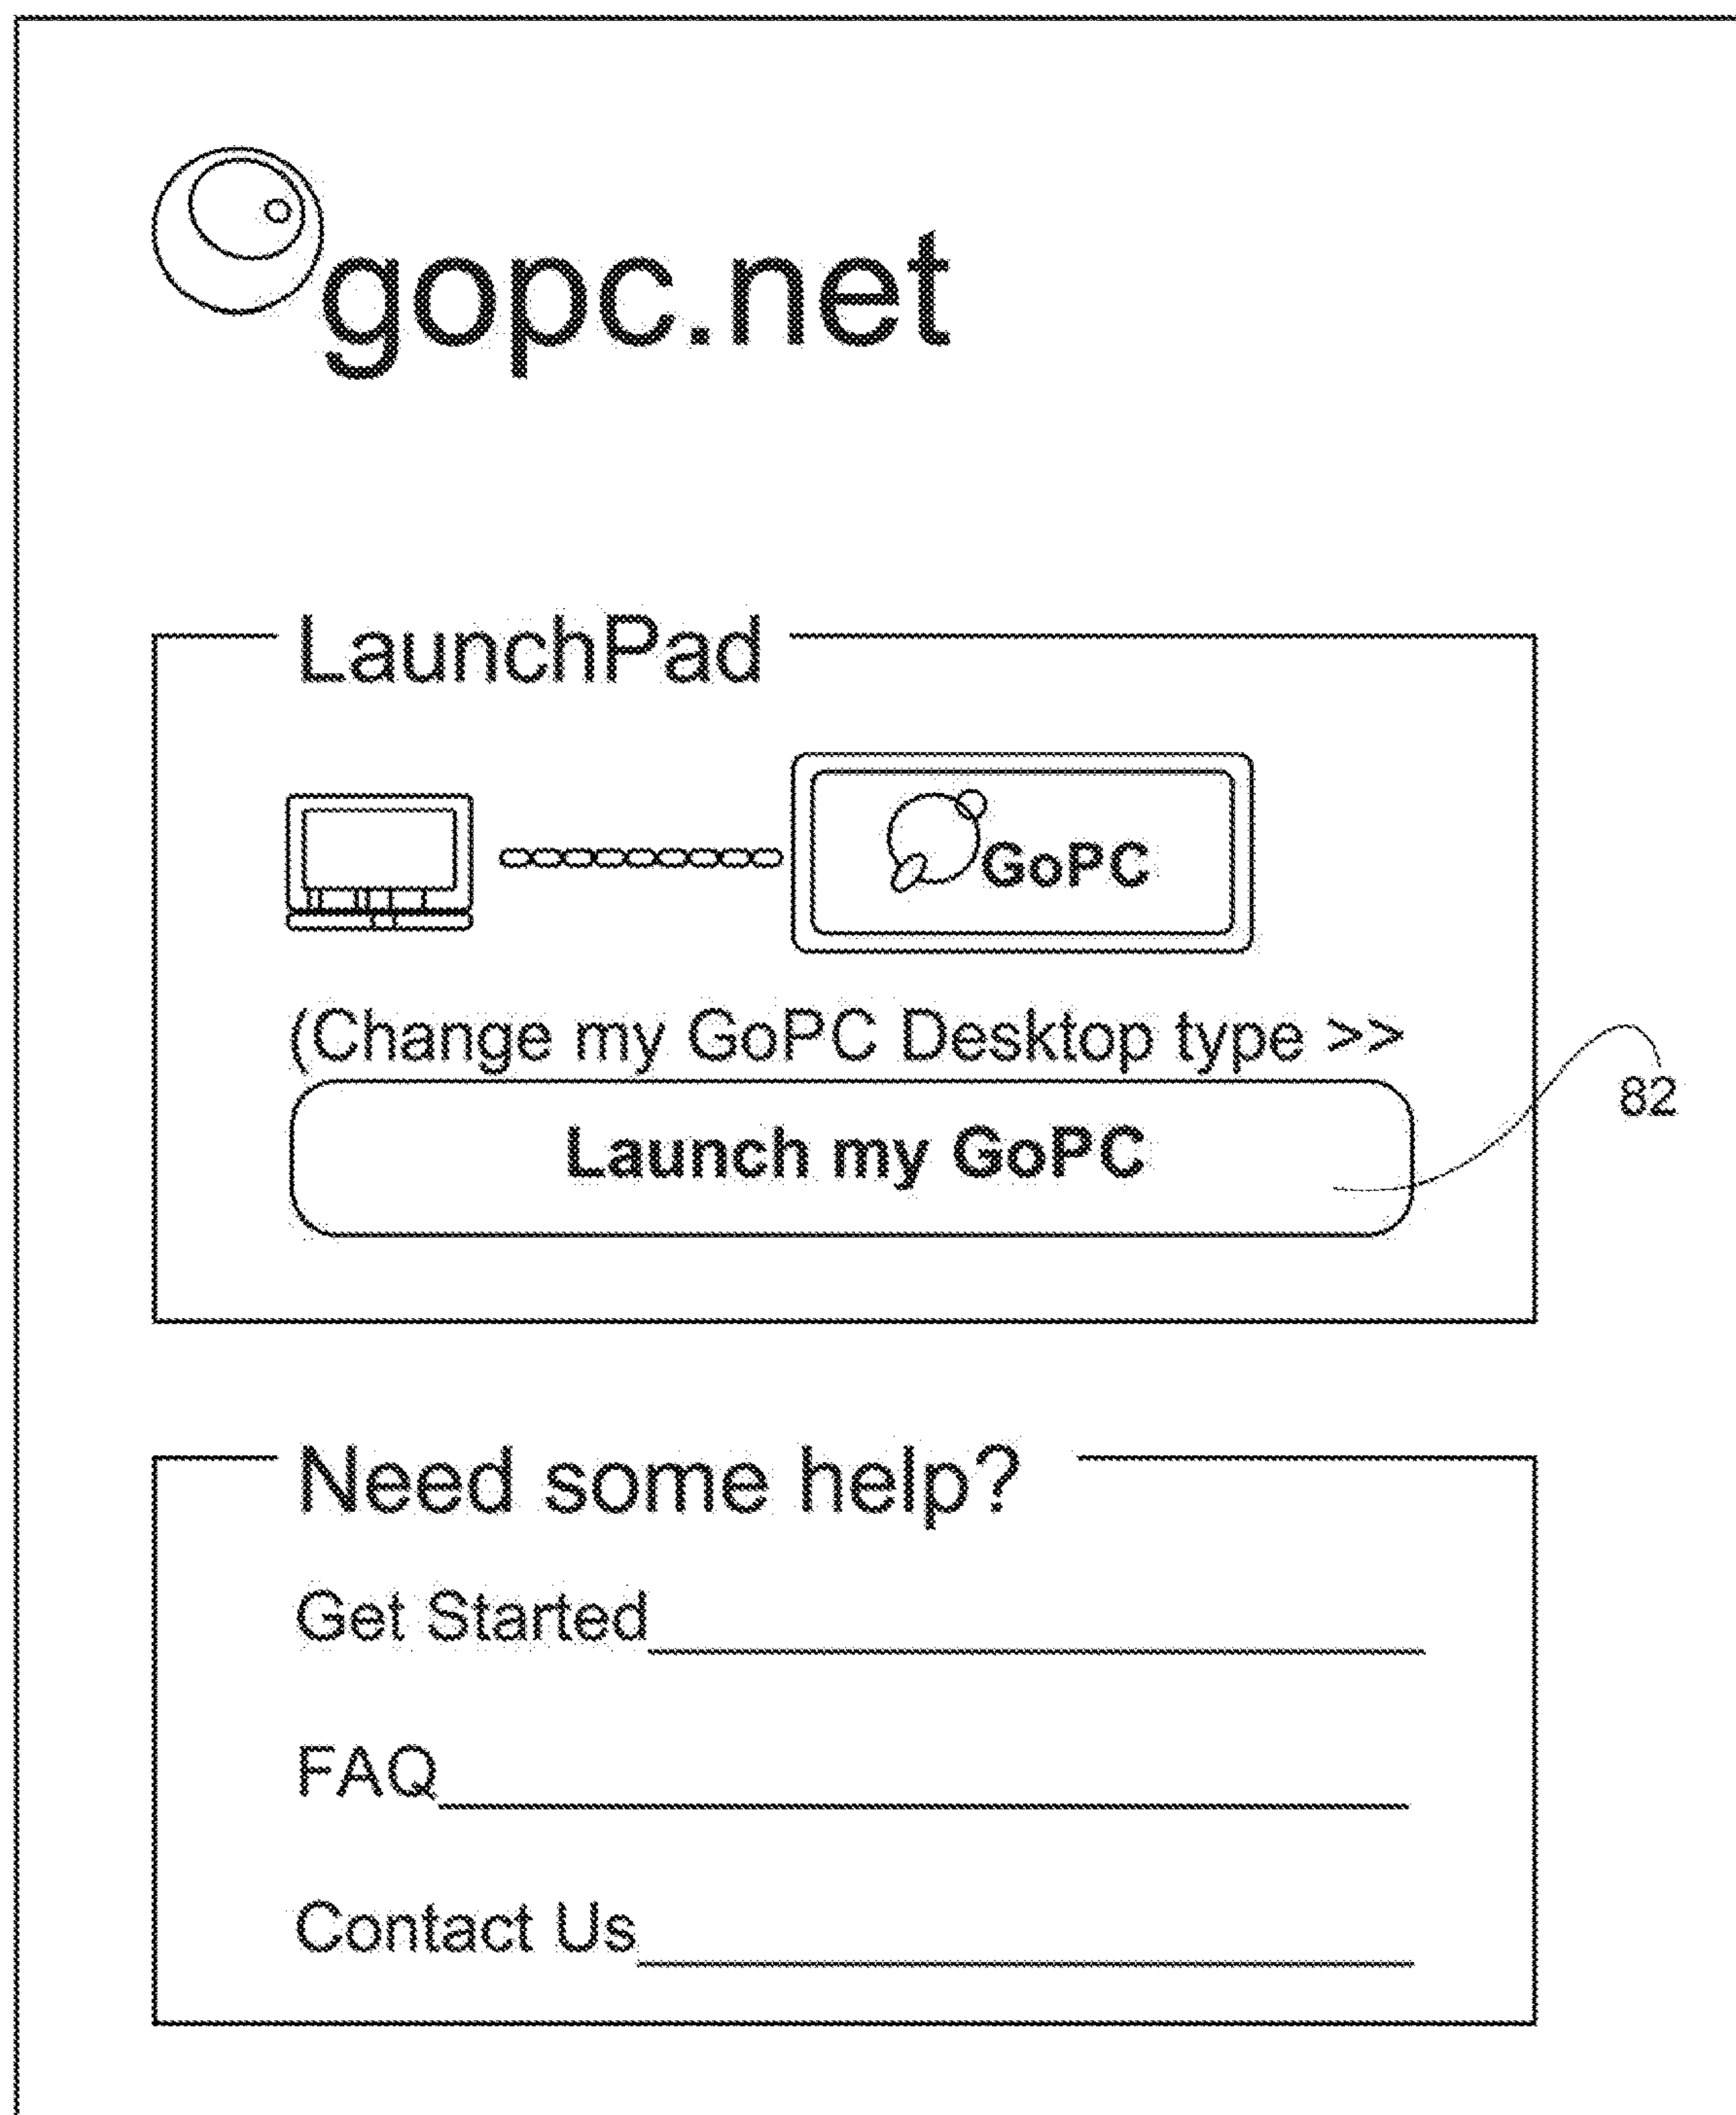 gopc.net
LaunchPad
GoPC
(Change my GoPC Desktop type >>
Launch my GoPC
82
Need some help?
Get Started
FAQ
Contact Us